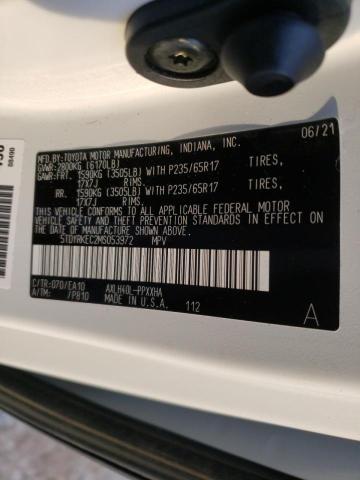 MFD.BY:TOYOTA MOTOR MANUFACTURING, INDIANA, INC. 06/21
GVWR:2800KG (6170LB)
GAWR:FRT. 1590KG (3505LB) WITH P235/65R17 TIRES,
17X7J RIMS.
RR. 1590KG (3505LB) WITH P235/65R17 TIRES,
17X7J RIMS.
THIS VEHICLE CONFORMS TO ALL APPLICABLE FEDERAL MOTOR
VEHICLE SAFETY, BUMPER, AND THEFT PREVENTION STANDARDS IN
EFFECT ON THE DATE OF MANUFACTURE SHOWN ABOVE.
5TDYRKEC2MS053972 MPV
C/TR:070/EA10 AXLH40L-PPXXHA
A/TM: /P810 MADE IN U.S.A. 112 A
08490